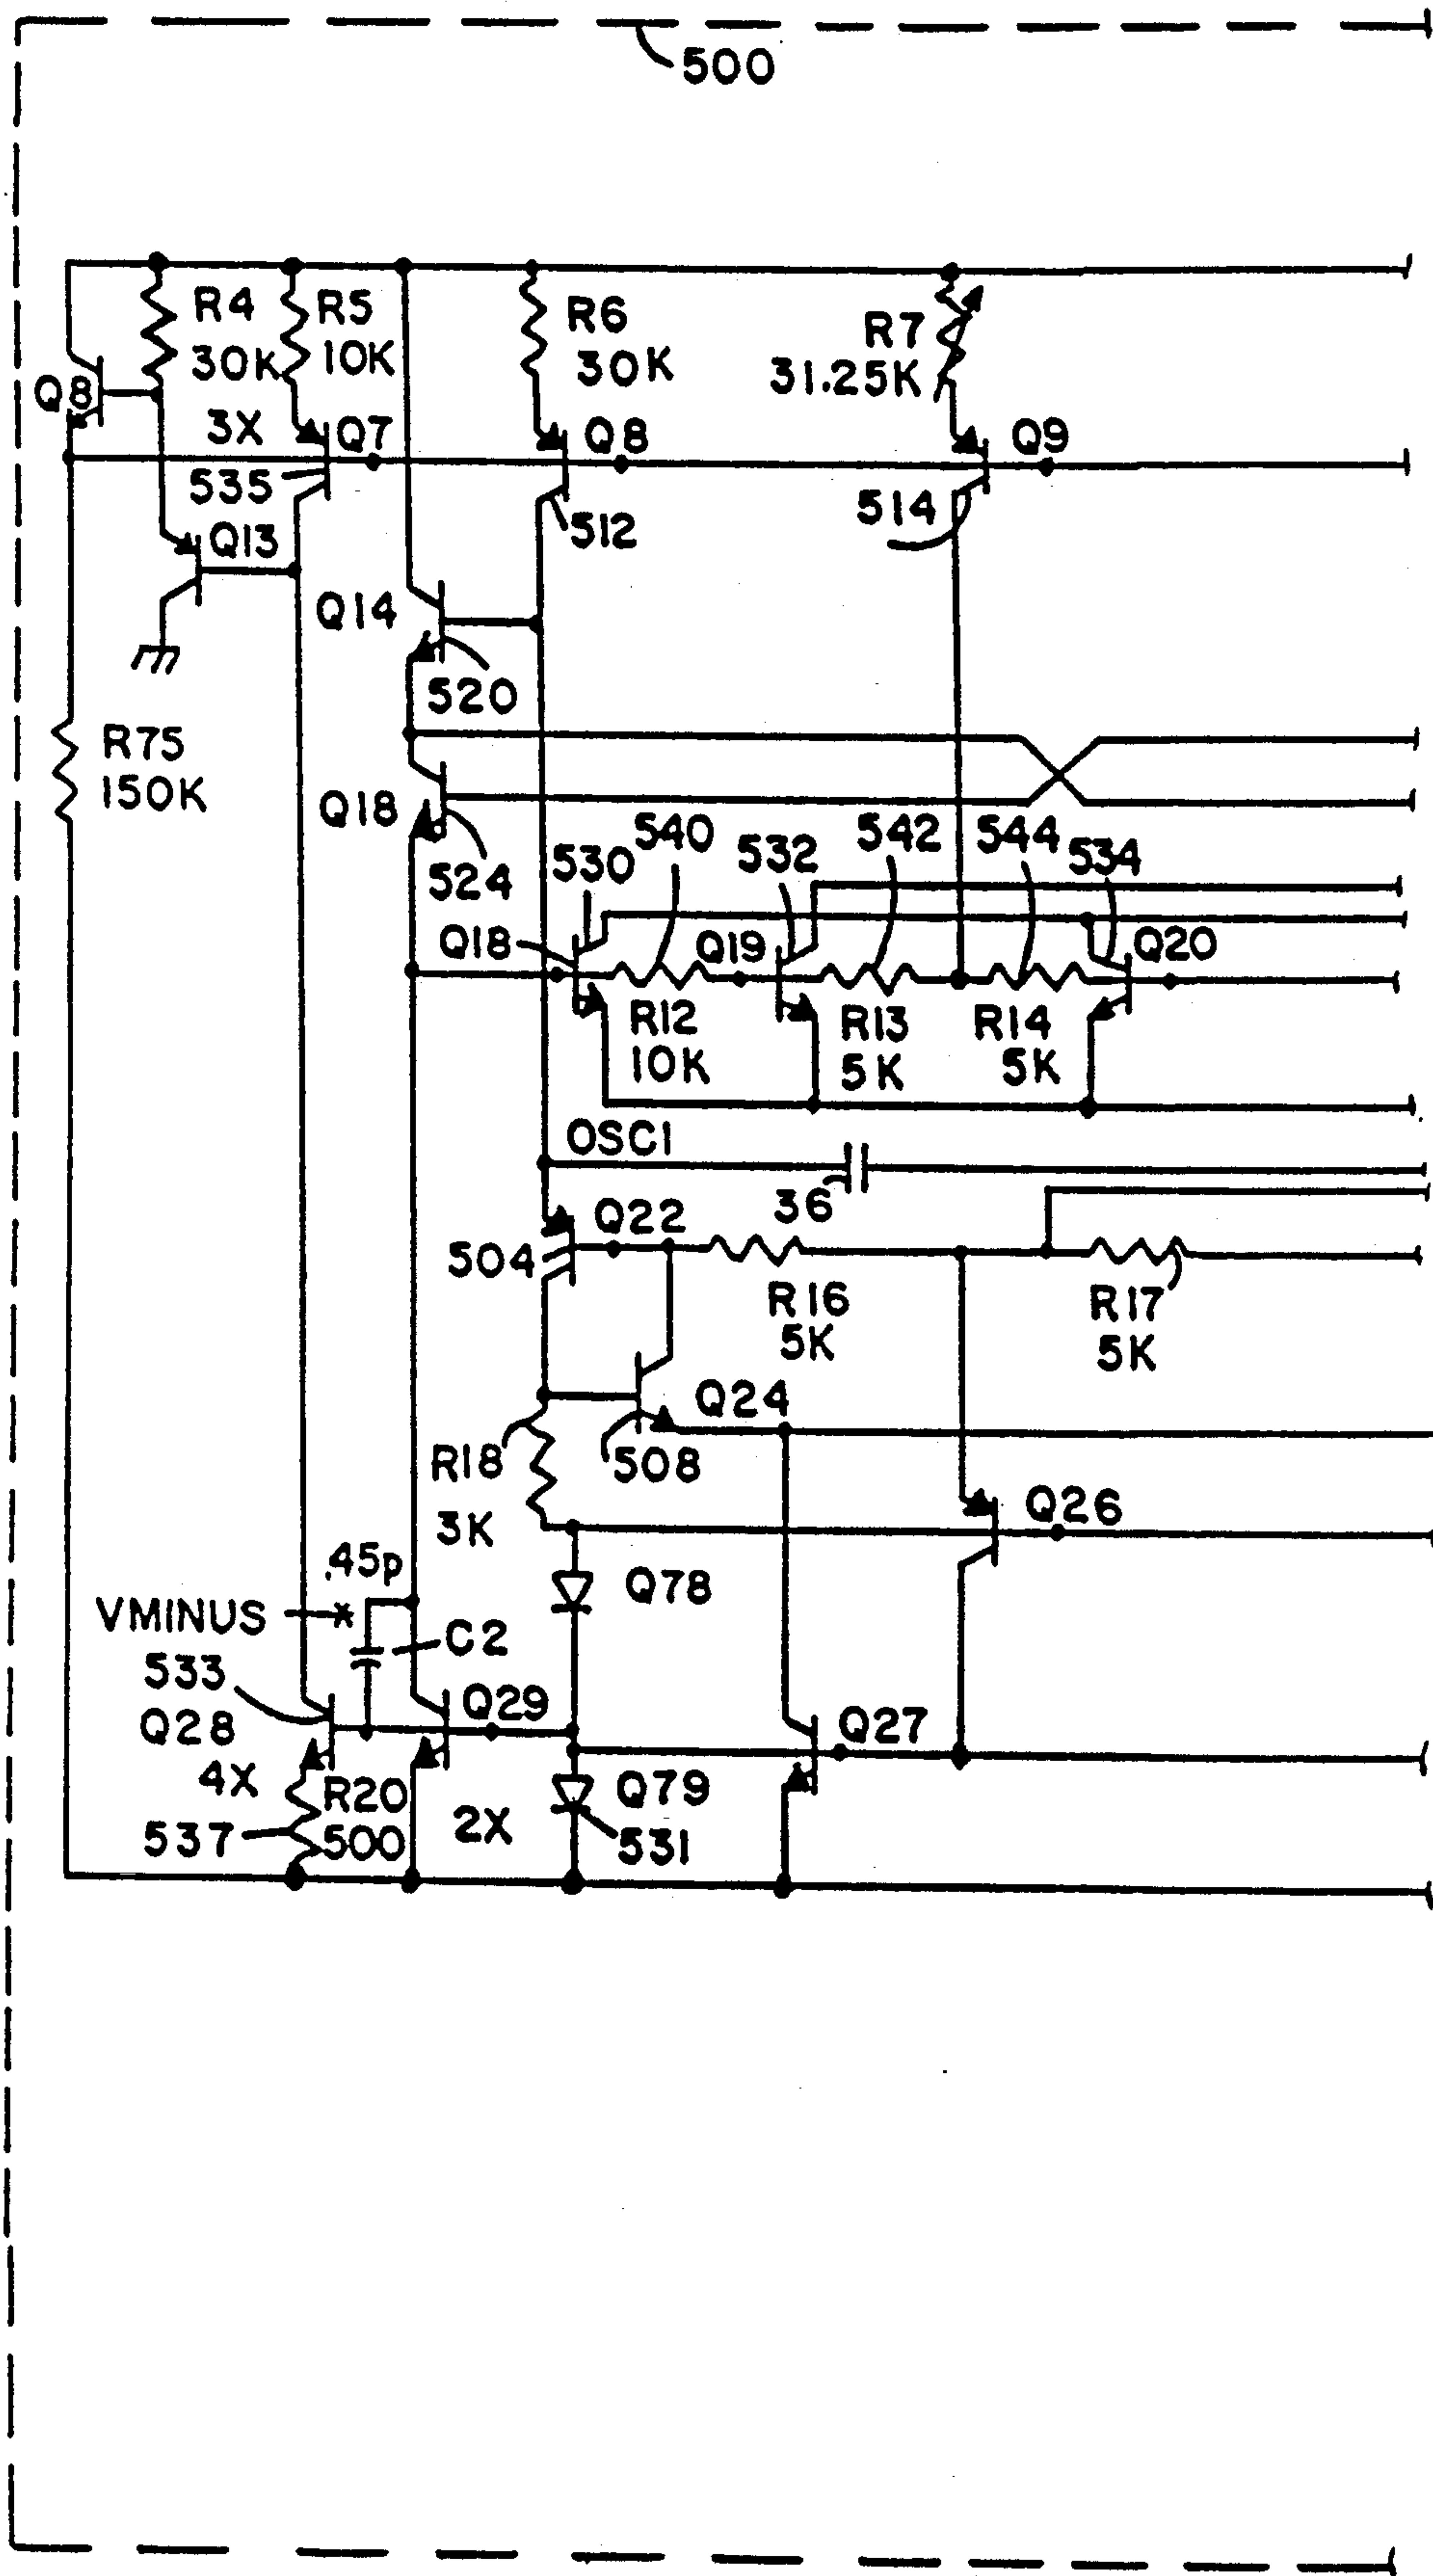 500
R4
30K
R5
10K
R6
30K
R7
31.25K
Q8
3X
Q7
Q8
Q9
535
512
514
Q13
Q14
520
R75
150K
Q18
524
530
540
532
542
544
534
Q18
Q19
Q20
R12
10K
R13
5K
R14
5K
OSC1
36
Q22
504
R16
5K
R17
5K
Q24
R18
508
3K
Q26
.45p
Q78
VMINUS
C2
533
Q28
Q29
Q27
4X
R20
500
2X
Q79
537
531